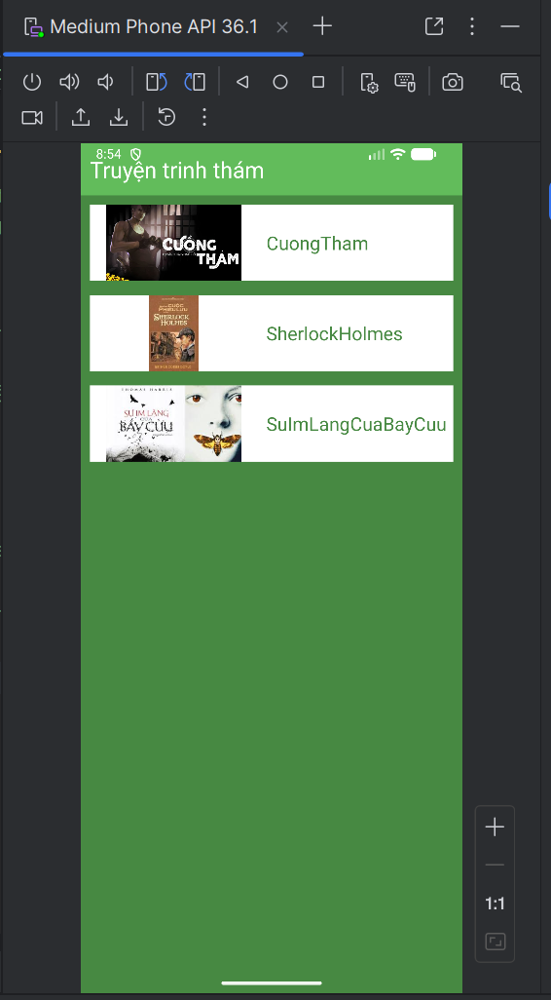 Medium Phone API 36.1
8:54
Truyện trinh thám
CUỒNG
THÁM
CuongTham
SHERLOCK
HOLMES
SherlockHolmes
THOMAS HARRIS
SỰ IM LẶNG
CỦA
BẦY CỪU
SuImLangCuaBayCuu
1:1